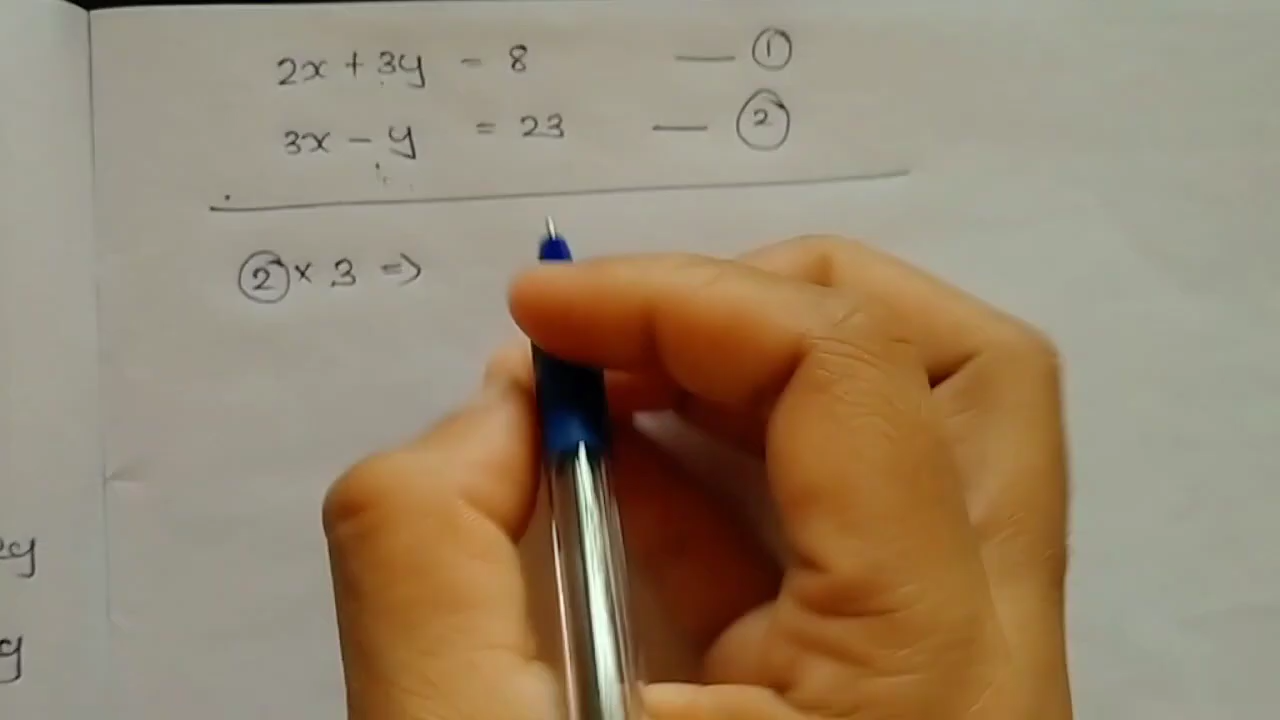 2x + 3y - 8 — ①
3x - y = 23 — ②
② × 3 =>
y
y